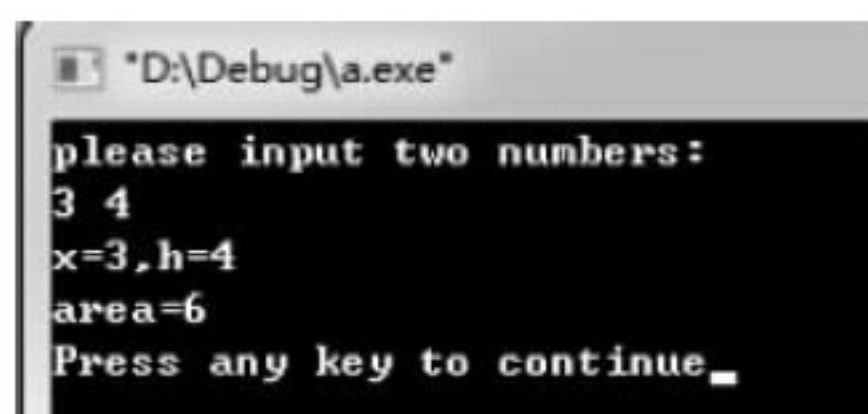 "D:\Debug\a.exe"
please input two numbers:
3 4
x=3,h=4
area=6
Press any key to continue